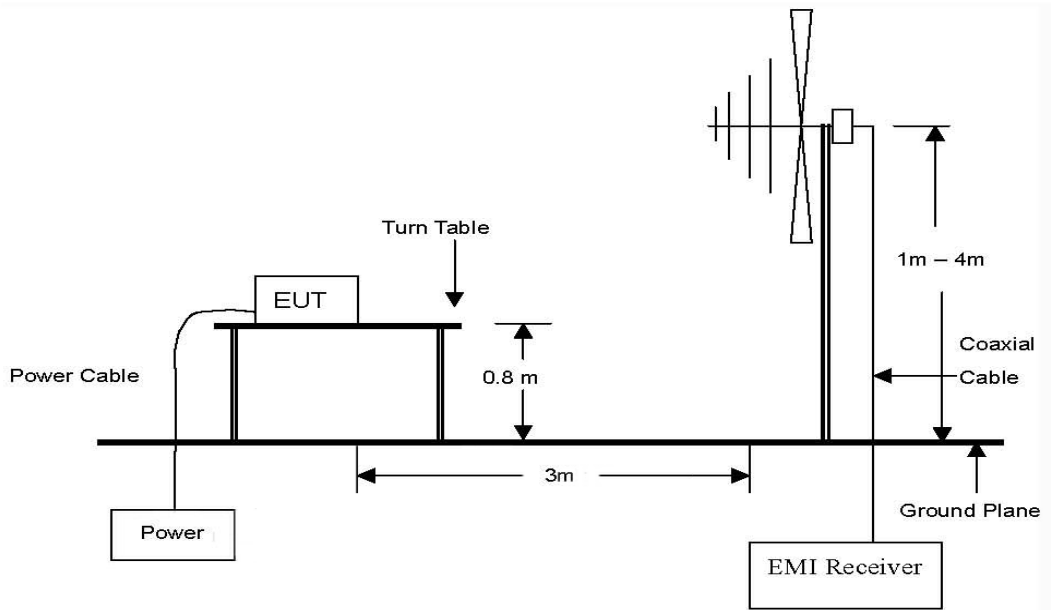 Turn Table
1m – 4m
EUT
Coaxial
Cable
Power Cable
0.8 m
3m
Ground Plane
Power
EMI Receiver